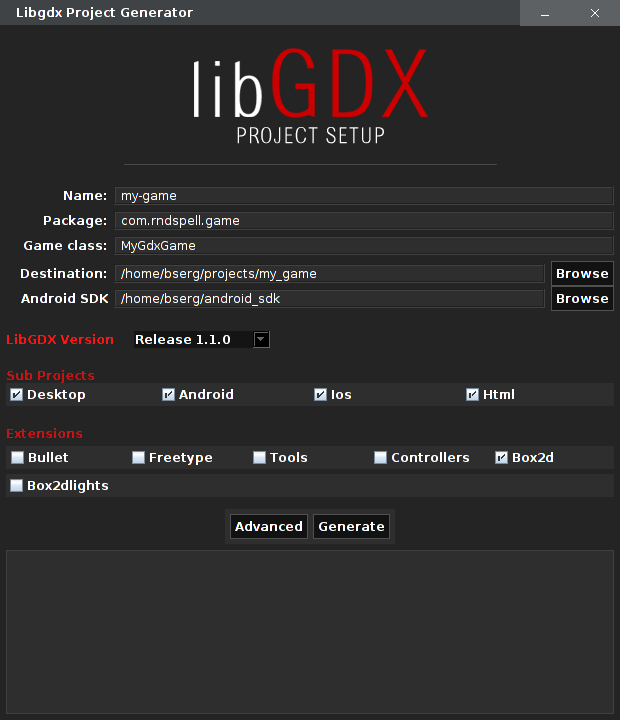 Libgdx Project Generator
libGDX
PROJECT SETUP
Name: my-game
Package: com.rndspell.game
Game class: MyGdxGame
Destination: /home/bserg/projects/my_game Browse
Android SDK /home/bserg/android_sdk Browse
LibGDX Version Release 1.1.0
Sub Projects
Desktop Android Ios Html
Extensions
Bullet Freetype Tools Controllers Box2d
Box2dlights
Advanced Generate